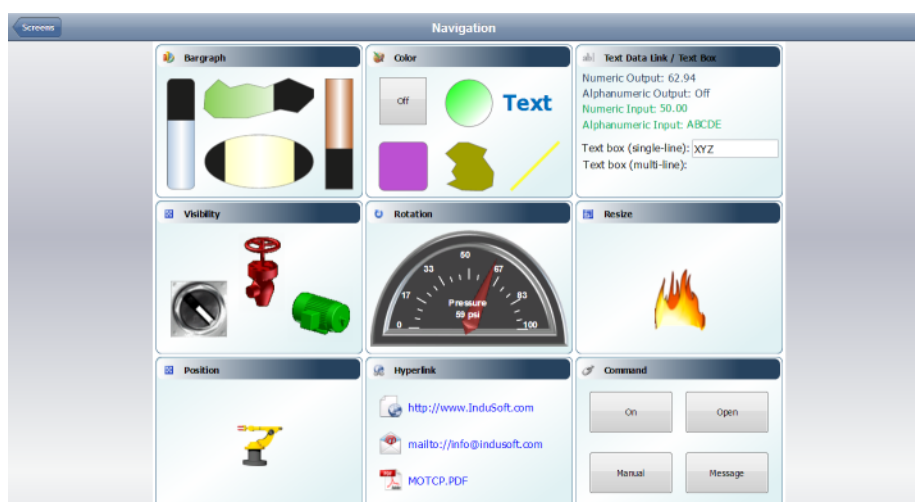 Screens
Navigation
Bargraph
Color
Off
Text
abl Text Data Link / Text Box
Numeric Output: 62.94
Alphanumeric Output: Off
Numeric Input: 50.00
Alphanumeric Input: ABCDE
Text box (single-line): XYZ
Text box (multi-line):
Visibility
Rotation
50
33 67
17 83
Pressure
59 psi
0 100
Resize
Position
Hyperlink
http://www.InduSoft.com
mailto://info@indusoft.com
MOTCP.PDF
Command
On Open
Manual Message